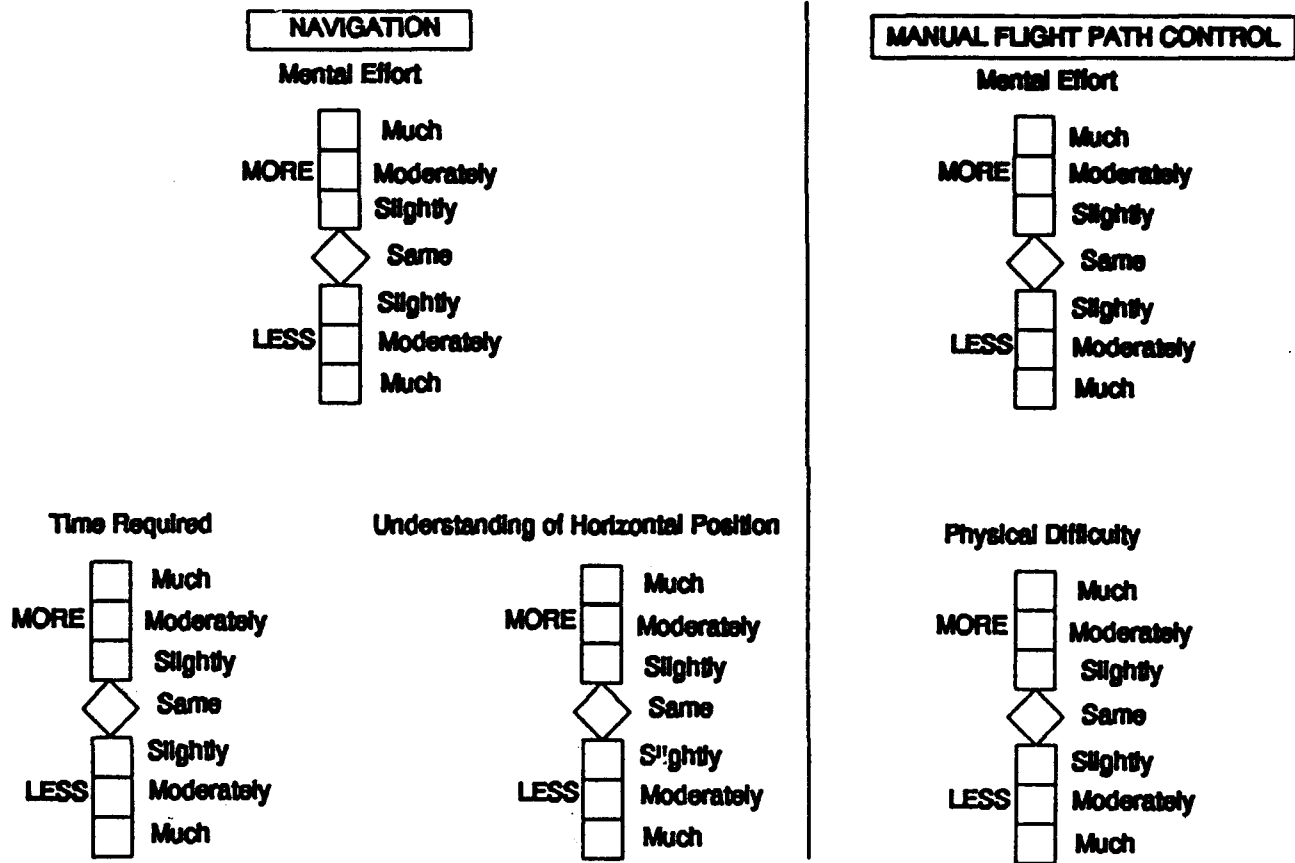 NAVIGATION
Mental Effort
Much
MORE Moderately
Slightly
Same
Slightly
LESS Moderately
Much
Time Required
Much
MORE Moderately
Slightly
Same
Slightly
LESS Moderately
Much
Understanding of Horizontal Position
Much
MORE Moderately
Slightly
Same
Slightly
LESS Moderately
Much
MANUAL FLIGHT PATH CONTROL
Mental Effort
Much
MORE Moderately
Slightly
Same
Slightly
LESS Moderately
Much
Physical Difficulty
Much
MORE Moderately
Slightly
Same
Slightly
LESS Moderately
Much